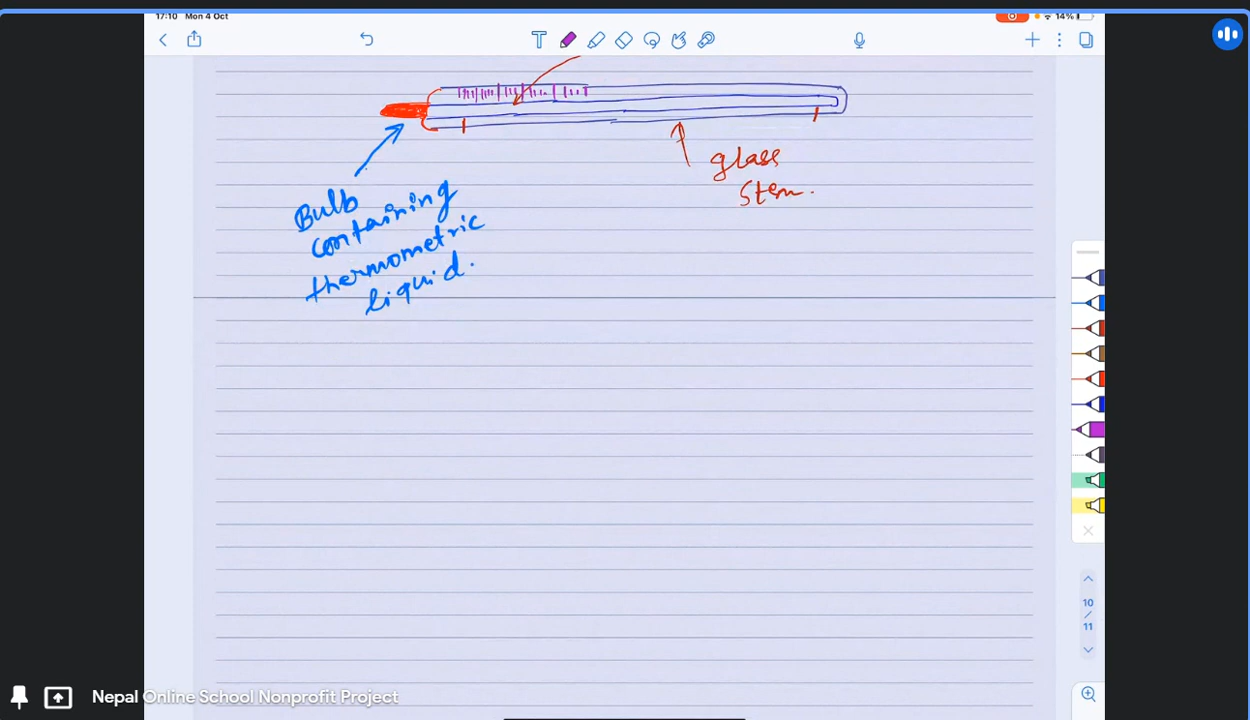 17:10 Mon 4 Oct
14%
T
glass
Stem.
Bulb
containing
thermometric
liquid.
10
/
11
Nepal Online School Nonprofit Project